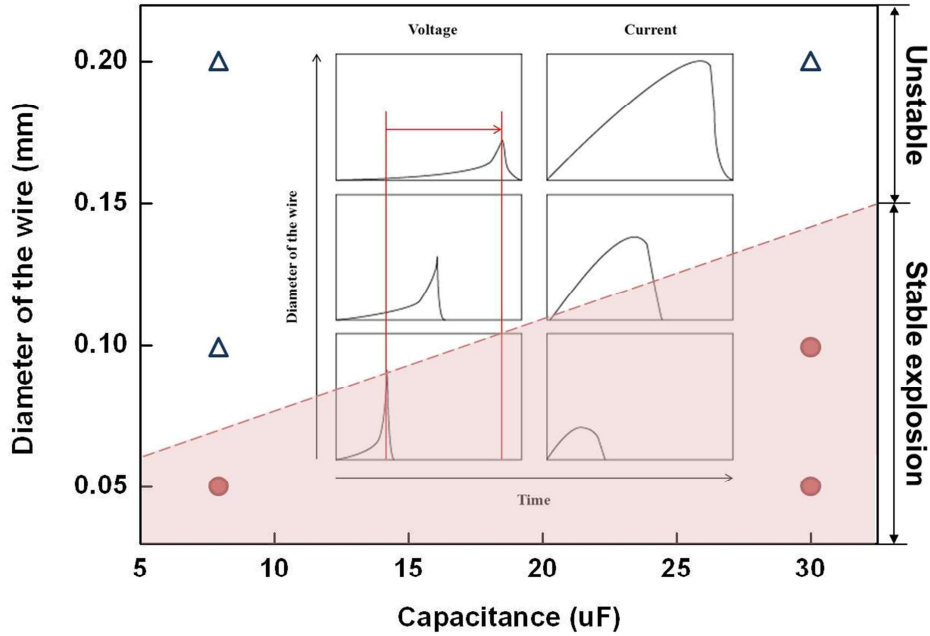 Voltage
Current
Unstable
Stable explosion
Diameter of the wire (mm)
0.20
0.15
0.10
0.05
Diameter of the wire
Time
5
10
15
20
25
30
Capacitance (uF)